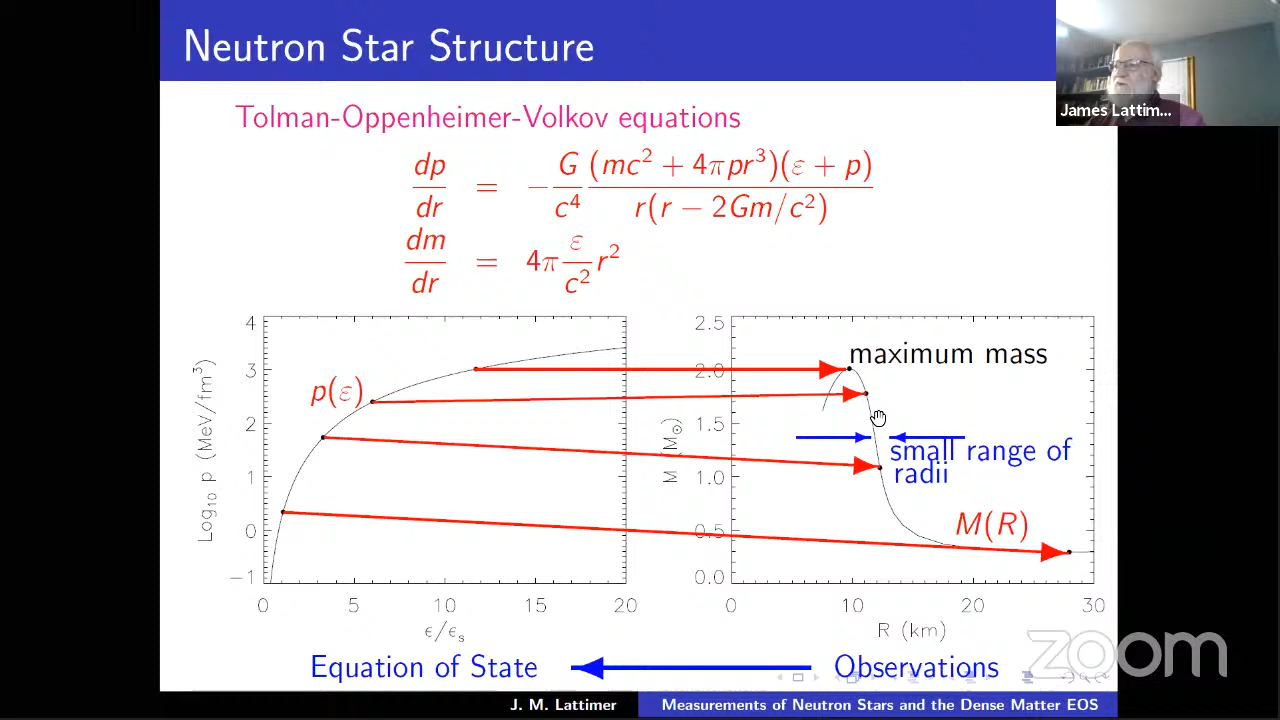 Neutron Star Structure
James Lattim...
Tolman-Oppenheimer-Volkov equations
dp/dr = −G/c⁴ (mc² + 4πpr³)(ε + p)/r(r − 2Gm/c²)
dm/dr = 4π ε/c² r²
4
3
2
1
0
−1
Log₁₀ p (MeV/fm³)
p(ε)
0 5 10 15 20
ϵ/ϵₛ
2.5
2.0
1.5
1.0
0.5
0.0
M (M☉)
maximum mass
small range of
radii
M(R)
0 10 20 30
R (km)
Equation of State
Observations
zoom
J. M. Lattimer
Measurements of Neutron Stars and the Dense Matter EOS